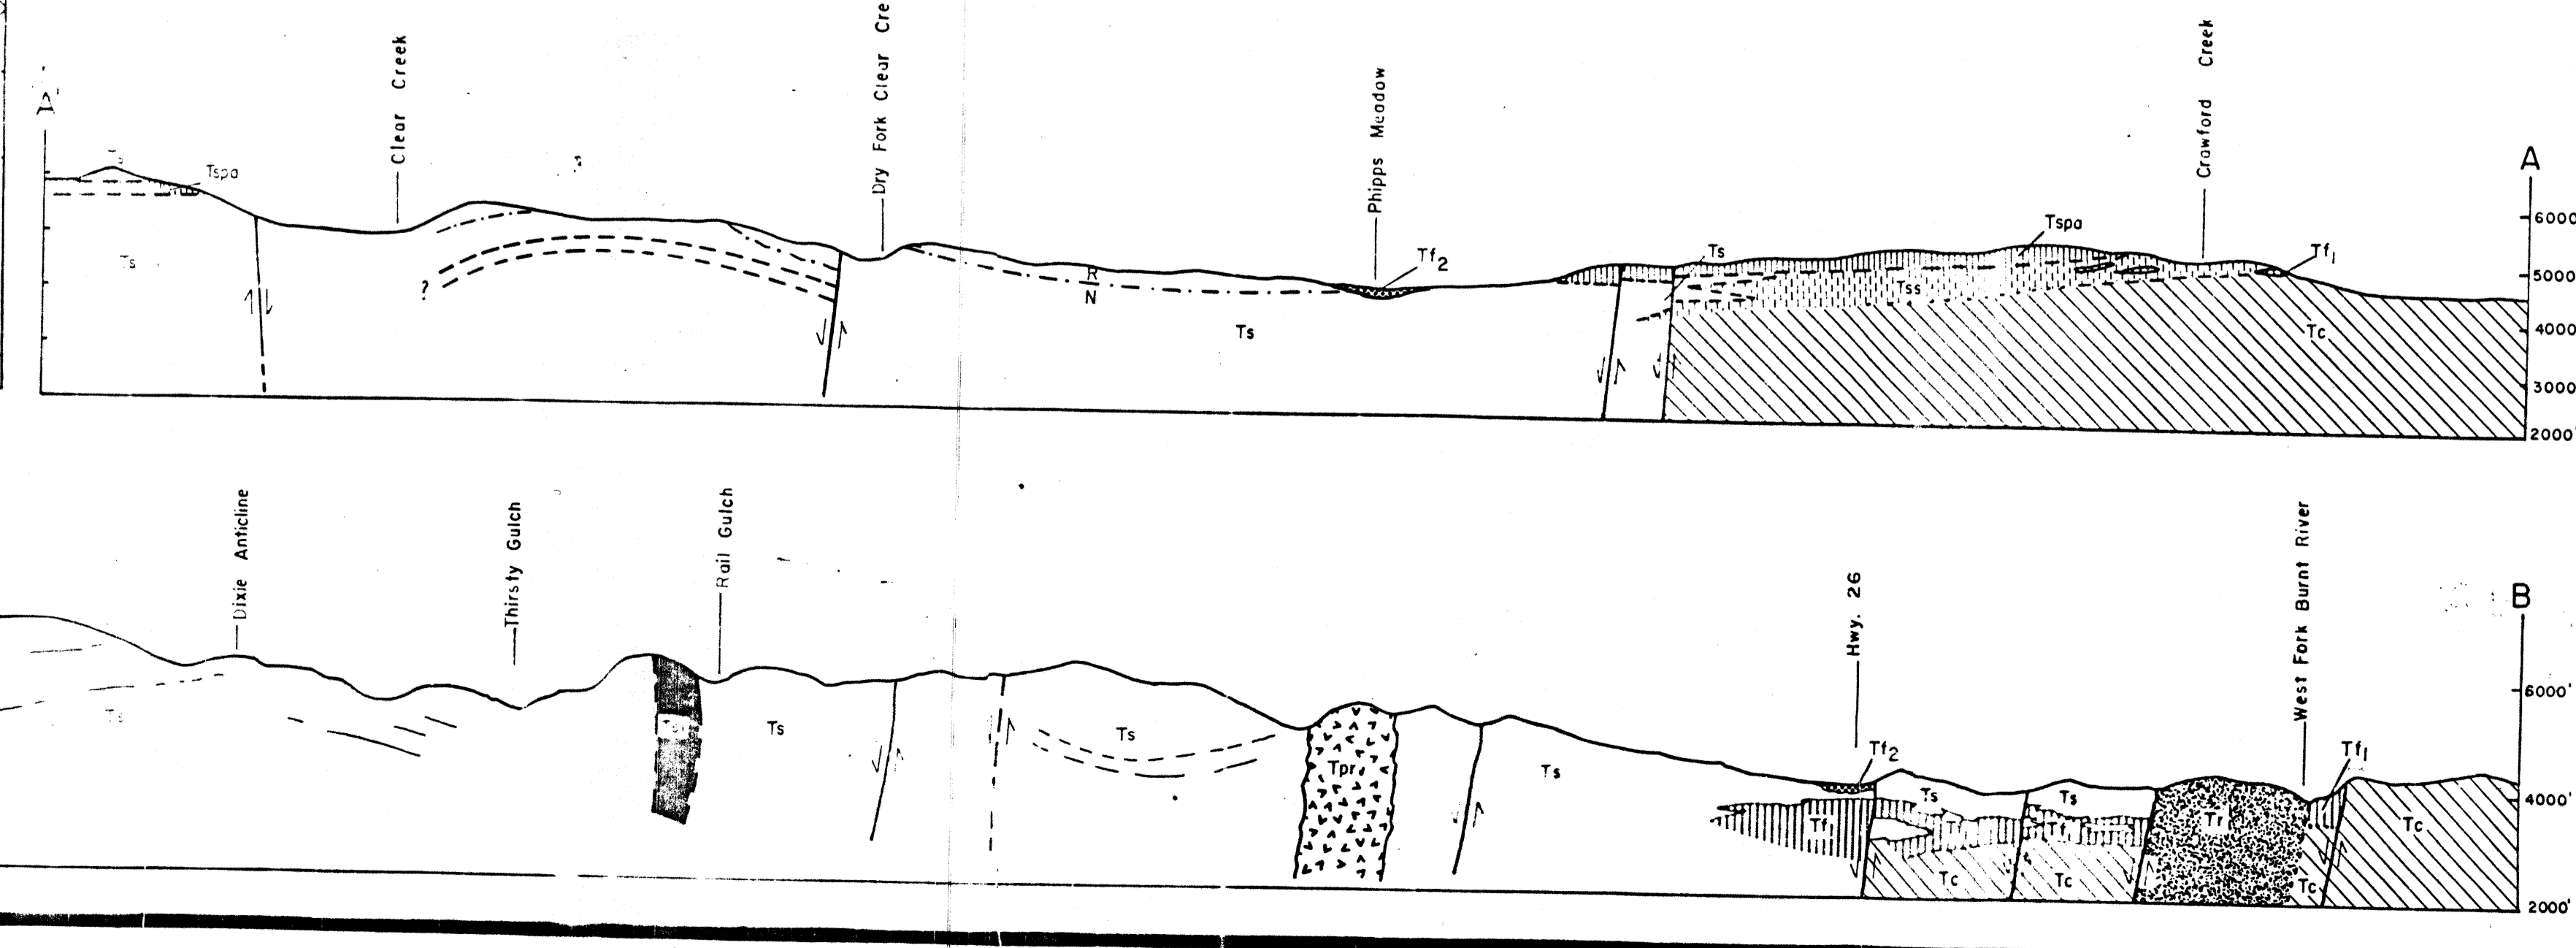 A'
Clear Creek
Dry Fork Clear Cre
Phipps Meadow
Crawford Creek
A
Tspa
Ts
?
R
N
Tf2
Ts
Ts
Tspa
Tss
Tf1
Tc
6000
5000
4000
3000
2000'
Dixie Anticline
Thirsty Gulch
Rail Gulch
Hwy. 26
West Fork Burnt River
B
Ts
Ts
Ts
Tpr
Ts
Tf2
Tf1
Ts
Ts
Tf
Tr
Tc
Tc
Tc
Tc
6000'
4000'
2000'